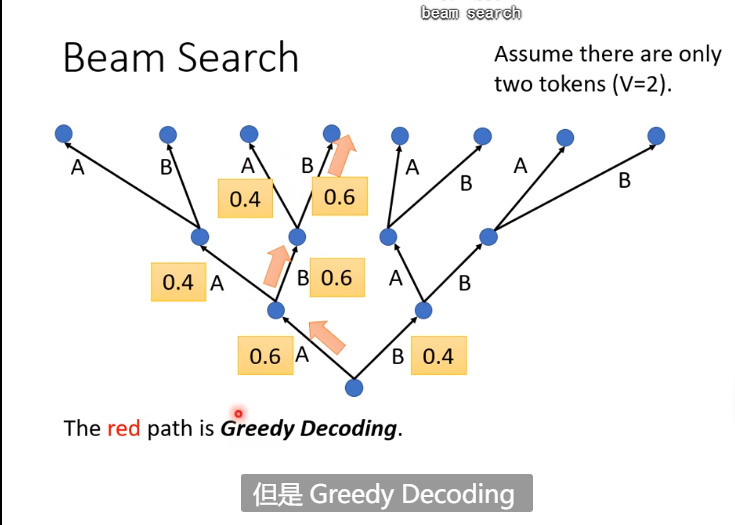 beam search
Beam Search
Assume there are only
two tokens (V=2).
A
B
A
B
A
B
A
B
0.4
0.6
0.4
A
B
0.6
A
B
0.6
A
B
0.4
The red path is Greedy Decoding.
但是 Greedy Decoding